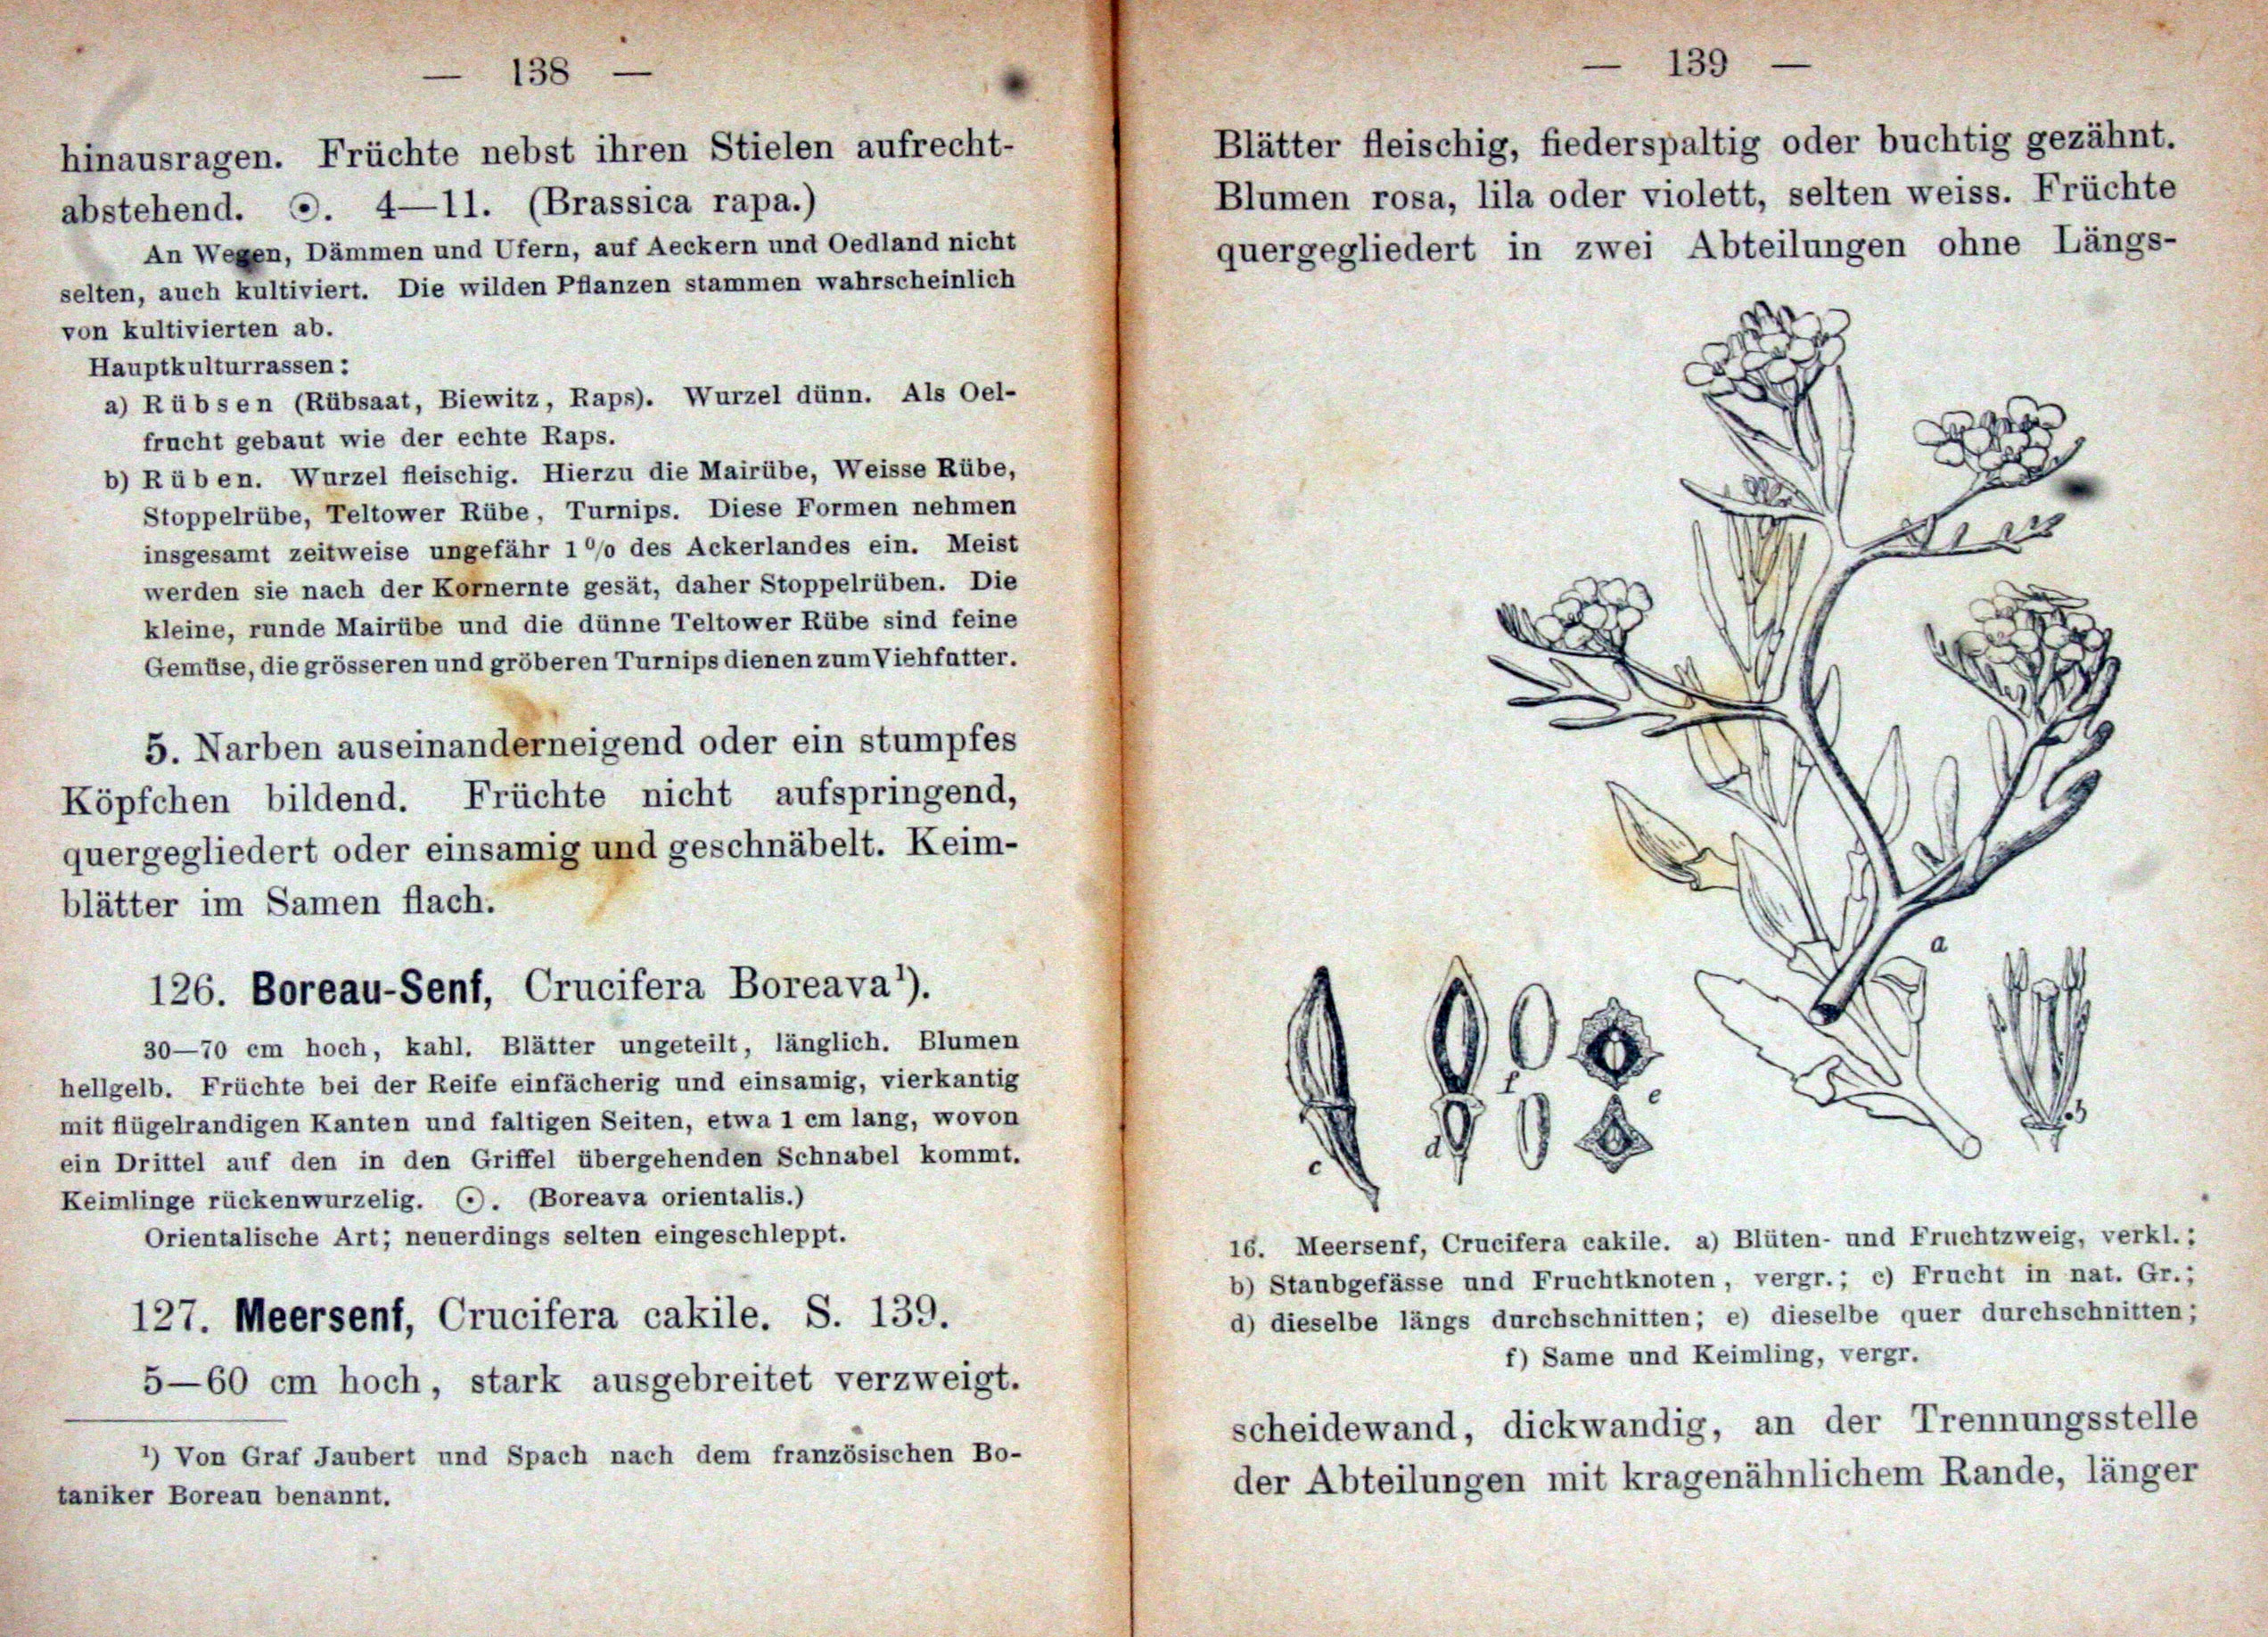 — 138 —
hinausragen. Früchte nebst ihren Stielen aufrecht-
abstehend. ⊙. 4—11. (Brassica rapa.)
An Wegen, Dämmen und Ufern, auf Aeckern und Oedland nicht
selten, auch kultiviert. Die wilden Pflanzen stammen wahrscheinlich
von kultivierten ab.
Hauptkulturrassen:
a) Rübsen (Rübsaat, Biewitz, Raps). Wurzel dünn. Als Oel-
frucht gebaut wie der echte Raps.
b) Rüben. Wurzel fleischig. Hierzu die Mairübe, Weisse Rübe,
Stoppelrübe, Teltower Rübe, Turnips. Diese Formen nehmen
insgesamt zeitweise ungefähr 1 % des Ackerlandes ein. Meist
werden sie nach der Kornernte gesät, daher Stoppelrüben. Die
kleine, runde Mairübe und die dünne Teltower Rübe sind feine
Gemüse, die grösseren und gröberen Turnips dienen zum Viehfutter.
5. Narben auseinanderneigend oder ein stumpfes
Köpfchen bildend. Früchte nicht aufspringend,
quergegliedert oder einsamig und geschnäbelt. Keim-
blätter im Samen flach.
126. Boreau-Senf, Crucifera Boreava¹).
30—70 cm hoch, kahl. Blätter ungeteilt, länglich. Blumen
hellgelb. Früchte bei der Reife einfächerig und einsamig, vierkantig
mit flügelrandigen Kanten und faltigen Seiten, etwa 1 cm lang, wovon
ein Drittel auf den in den Griffel übergehenden Schnabel kommt.
Keimlinge rückenwurzelig. ⊙. (Boreava orientalis.)
Orientalische Art; neuerdings selten eingeschleppt.
127. Meersenf, Crucifera cakile. S. 139.
5—60 cm hoch, stark ausgebreitet verzweigt.
¹) Von Graf Jaubert und Spach nach dem französischen Bo-
taniker Boreau benannt.
— 139 —
Blätter fleischig, fiederspaltig oder buchtig gezähnt.
Blumen rosa, lila oder violett, selten weiss. Früchte
quergegliedert in zwei Abteilungen ohne Längs-
a
f
e
b
d
c
16. Meersenf, Crucifera cakile. a) Blüten- und Fruchtzweig, verkl.;
b) Staubgefässe und Fruchtknoten, vergr.; c) Frucht in nat. Gr.;
d) dieselbe längs durchschnitten; e) dieselbe quer durchschnitten;
f) Same und Keimling, vergr.
scheidewand, dickwandig, an der Trennungsstelle
der Abteilungen mit kragenähnlichem Rande, länger